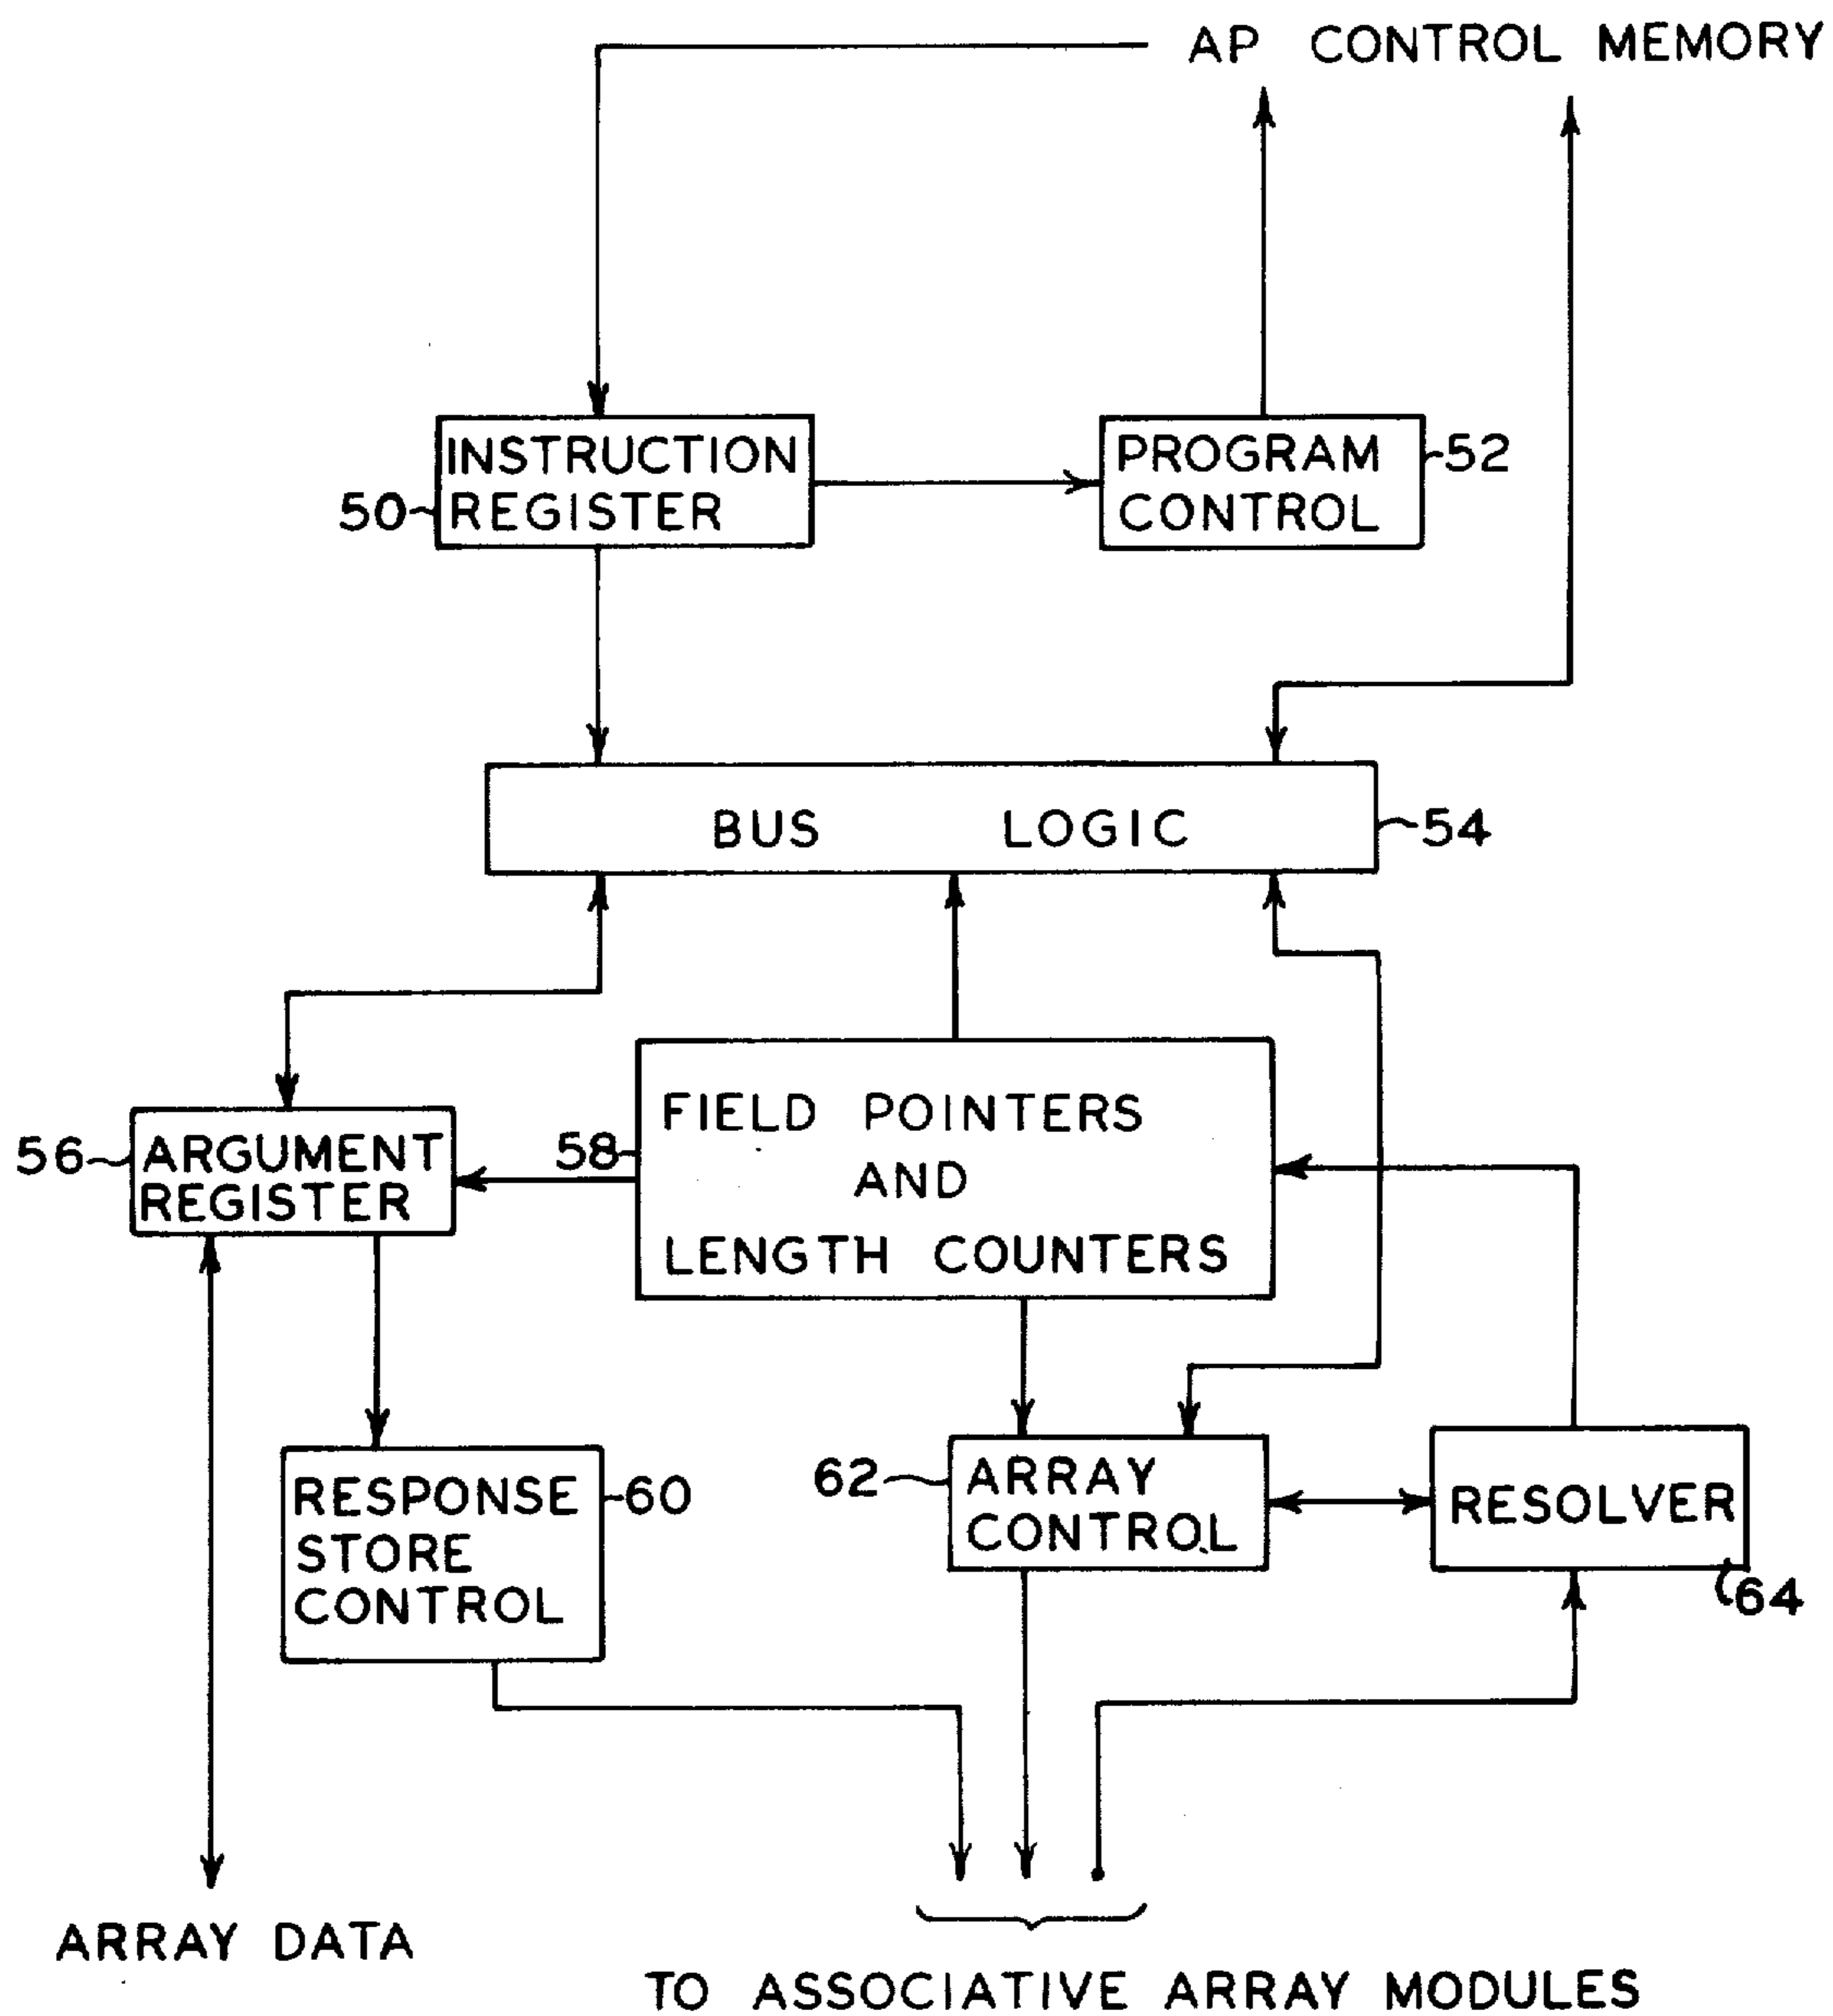 AP CONTROL MEMORY
INSTRUCTION
REGISTER
50
PROGRAM
CONTROL
52
BUS LOGIC
54
56
ARGUMENT
REGISTER
58
FIELD POINTERS
AND
LENGTH COUNTERS
RESPONSE
STORE
CONTROL
60
62
ARRAY
CONTROL
RESOLVER
64
ARRAY DATA
TO ASSOCIATIVE ARRAY MODULES